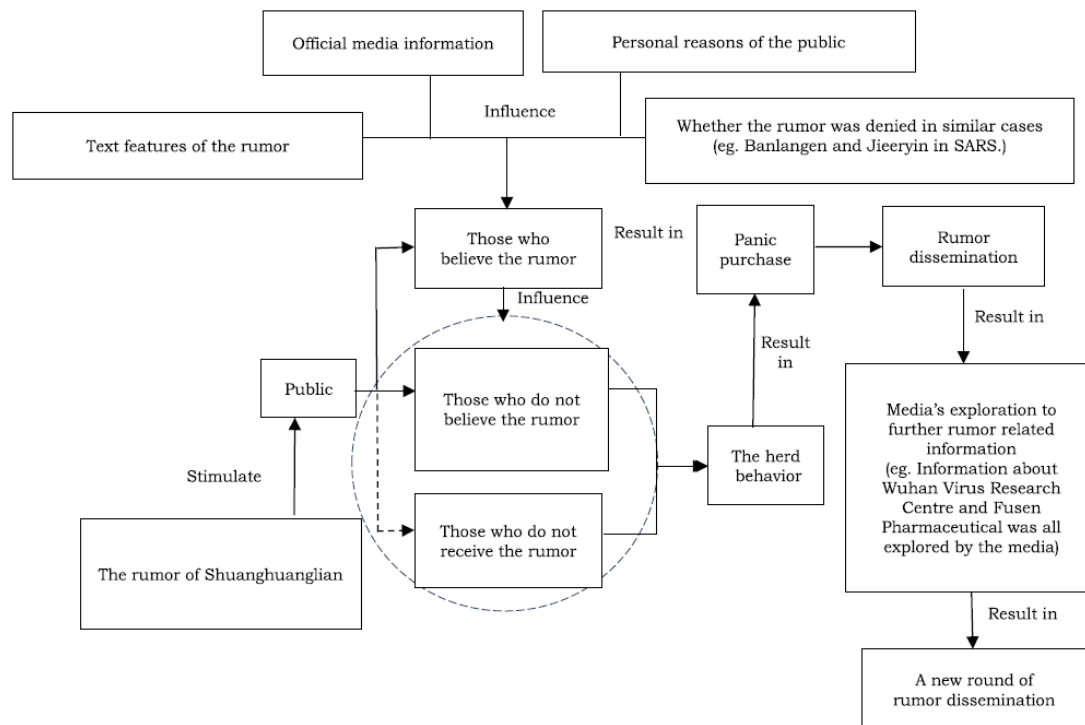 Official media information
Personal reasons of the public
Influence
Text features of the rumor
Whether the rumor was denied in similar cases
(eg. Banlangen and Jieeryin in SARS.)
Those who
believe the rumor
Result in
Panic
purchase
Rumor
dissemination
Influence
Result in
Public
Those who do not
believe the rumor
Result
in
Media's exploration to
further rumor related
information
(eg. Information about
Wuhan Virus Research
Centre and Fusen
Pharmaceutical was all
explored by the media)
The herd
behavior
Stimulate
Those who do not
receive the rumor
The rumor of Shuanghuanglian
Result in
A new round of
rumor dissemination